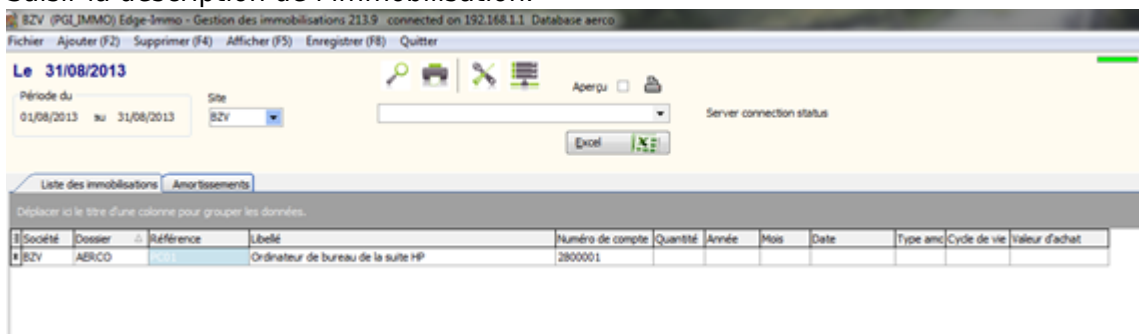 Saisir la description de l'immobilisation.
BZV (PGI_IMMO) Edge-Immo - Gestion des immobilisations 213.9 connected on 192.168.1.1 Database aerco
Fichier Ajouter (F2) Supprimer (F4) Afficher (F5) Enregistrer (F8) Quitter
Le 31/08/2013
Aperçu
Période du
Site
01/08/2013 au 31/08/2013 BZV
Server connection status
Excel
Liste des immoblisations Amortissements
Déplacer ici le titre d'une colonne pour grouper les données.
Société Dossier Référence Libellé Numéro de compte Quantité Année Mois Date Type amc Cycle de vie Valeur d'achat
BZV AERCO PC01 Ordinateur de bureau de la suite HP 2800001